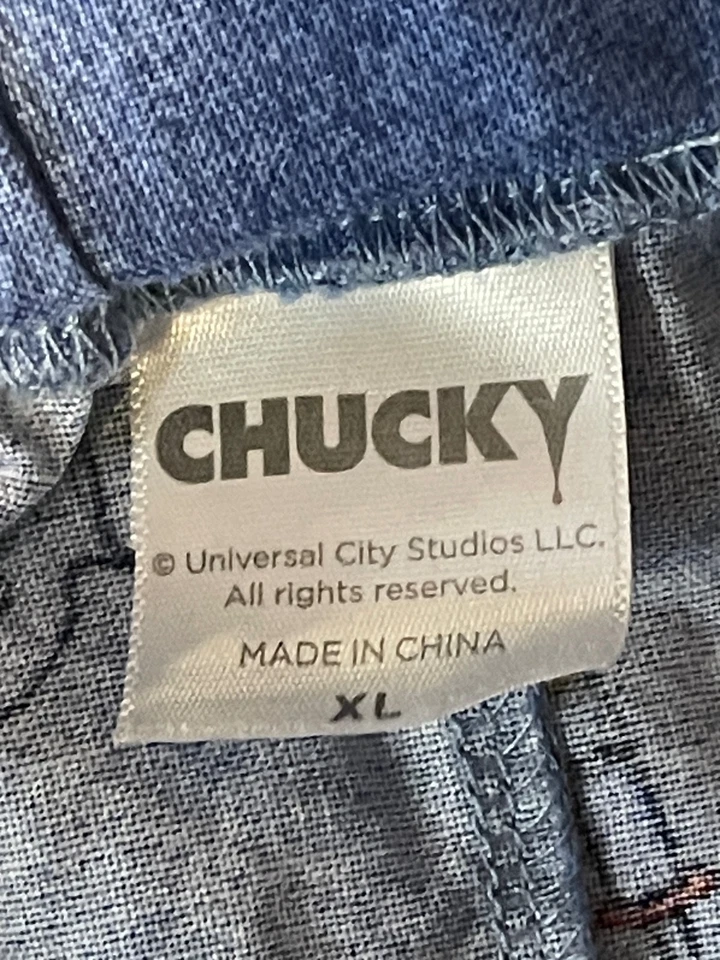 CHUCKY
© Universal City Studios LLC.
All rights reserved.
MADE IN CHINA
XL